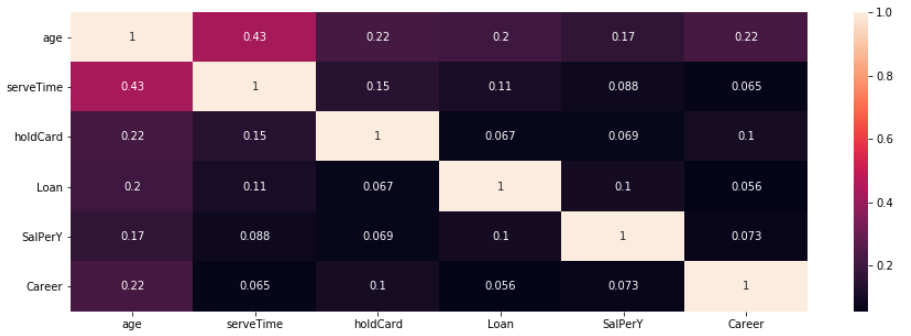 1.0
age 1 0.43 0.22 0.2 0.17 0.22
serveTime 0.43 1 0.15 0.11 0.088 0.065
0.8
holdCard 0.22 0.15 1 0.067 0.069 0.1
0.6
Loan 0.2 0.11 0.067 1 0.1 0.056
0.4
SalPerY 0.17 0.088 0.069 0.1 1 0.073
0.2
Career 0.22 0.065 0.1 0.056 0.073 1
age serveTime holdCard Loan SalPerY Career